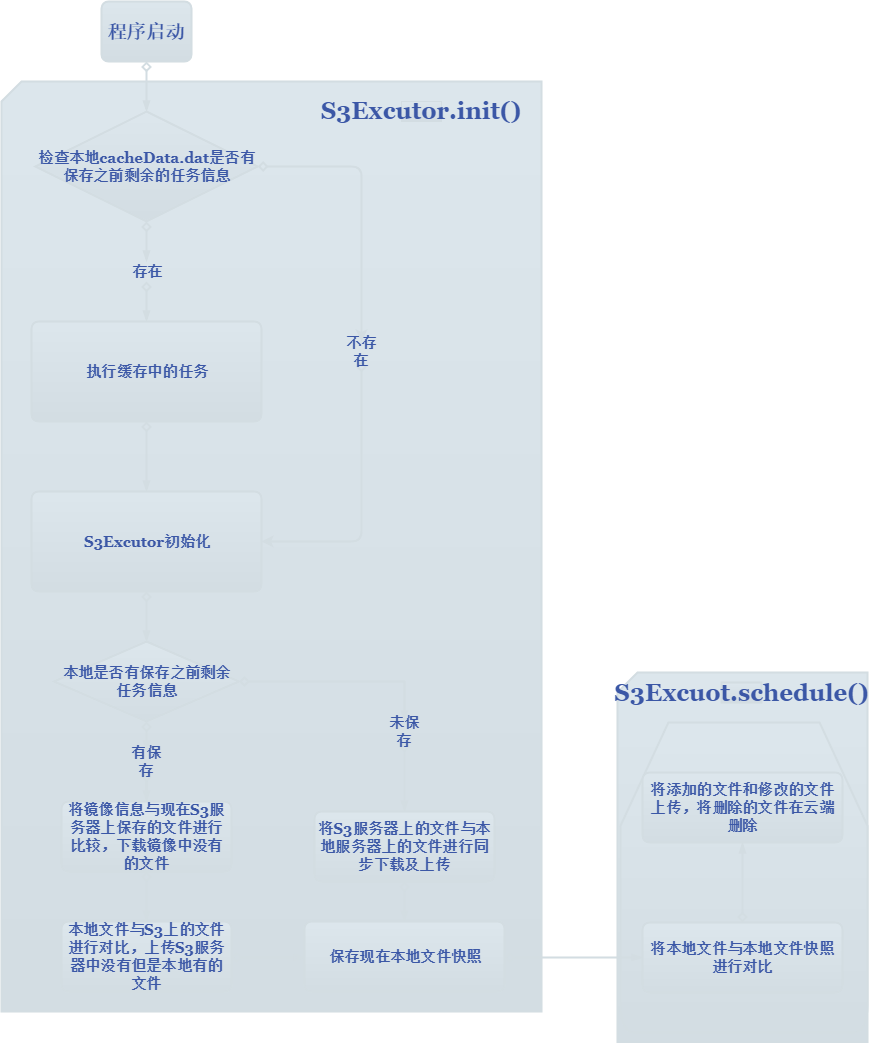 程序启动
S3Excutor.init()
检查本地cacheData.dat是否有
保存之前剩余的任务信息
存在
不存
在
执行缓存中的任务
S3Excutor初始化
本地是否有保存之前剩余
任务信息
有保
存
未保
存
将镜像信息与现在S3服
务器上保存的文件进行
比较，下载镜像中没有
的文件
将S3服务器上的文件与本
地服务器上的文件进行同
步下载及上传
本地文件与S3上的文件
进行对比，上传S3服务
器中没有但是本地有的
文件
保存现在本地文件快照
S3Excuot.schedule()
将添加的文件和修改的文件
上传，将删除的文件在云端
删除
将本地文件与本地文件快照
进行对比